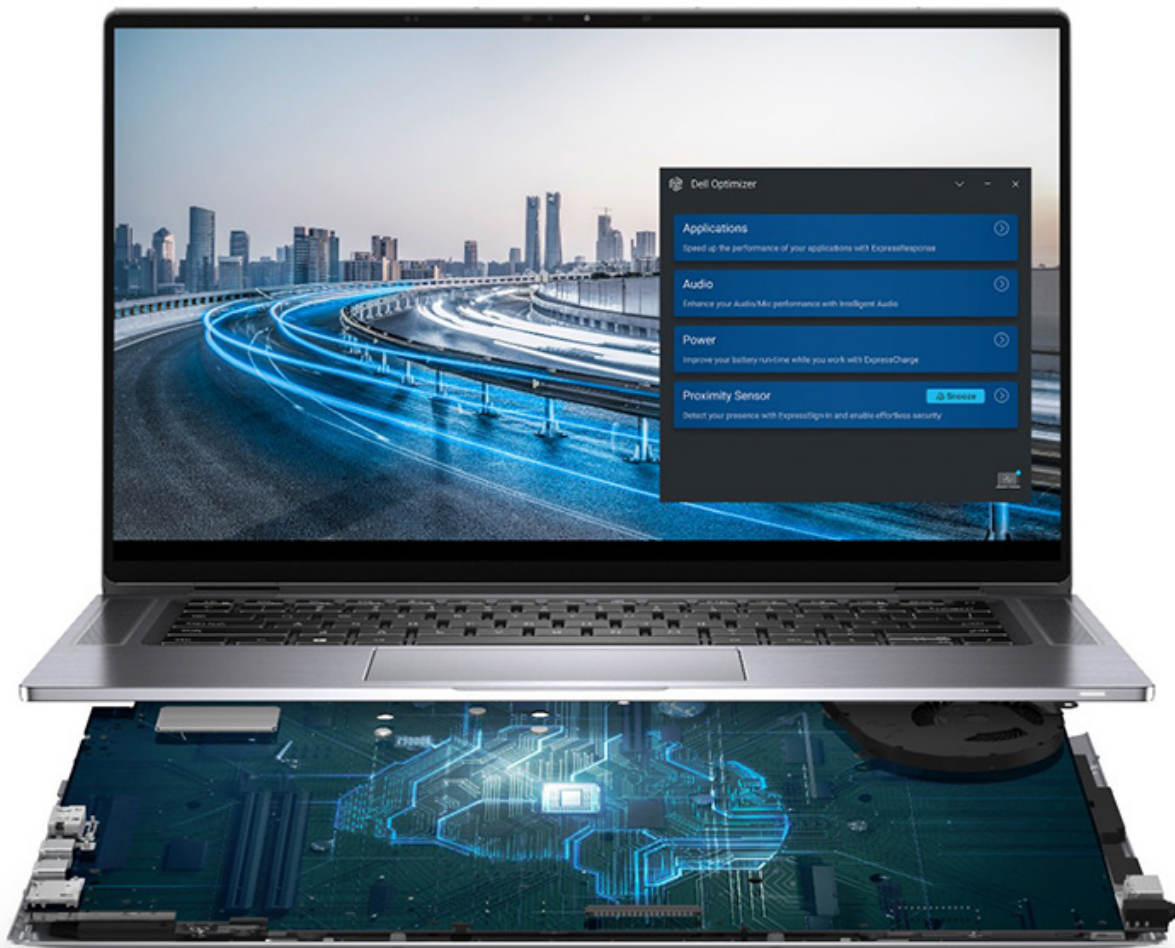 Dell Optimizer
Applications
Speed up the performance of your applications with ExpressResponse
Audio
Enhance your Audio/Mic performance with Intelligent Audio
Power
Improve your battery run-time while you work with ExpressCharge
Proximity Sensor
Snooze
Detect your presence with ExpressSign-in and enable effortless security